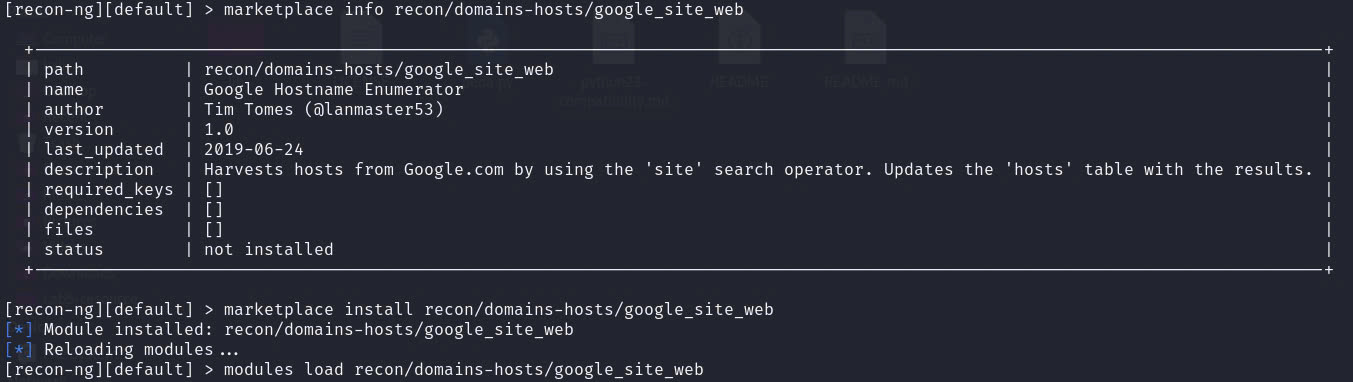 [recon-ng][default] > marketplace info recon/domains-hosts/google_site_web
| path | recon/domains-hosts/google_site_web |
| name | Google Hostname Enumerator |
| author | Tim Tomes (@lanmaster53) |
| version | 1.0 |
| last_updated | 2019-06-24 |
| description | Harvests hosts from Google.com by using the 'site' search operator. Updates the 'hosts' table with the results. |
| required_keys | [] |
| dependencies | [] |
| files | [] |
| status | not installed |
[recon-ng][default] > marketplace install recon/domains-hosts/google_site_web
[*] Module installed: recon/domains-hosts/google_site_web
[*] Reloading modules...
[recon-ng][default] > modules load recon/domains-hosts/google_site_web
Computer
README
README.md